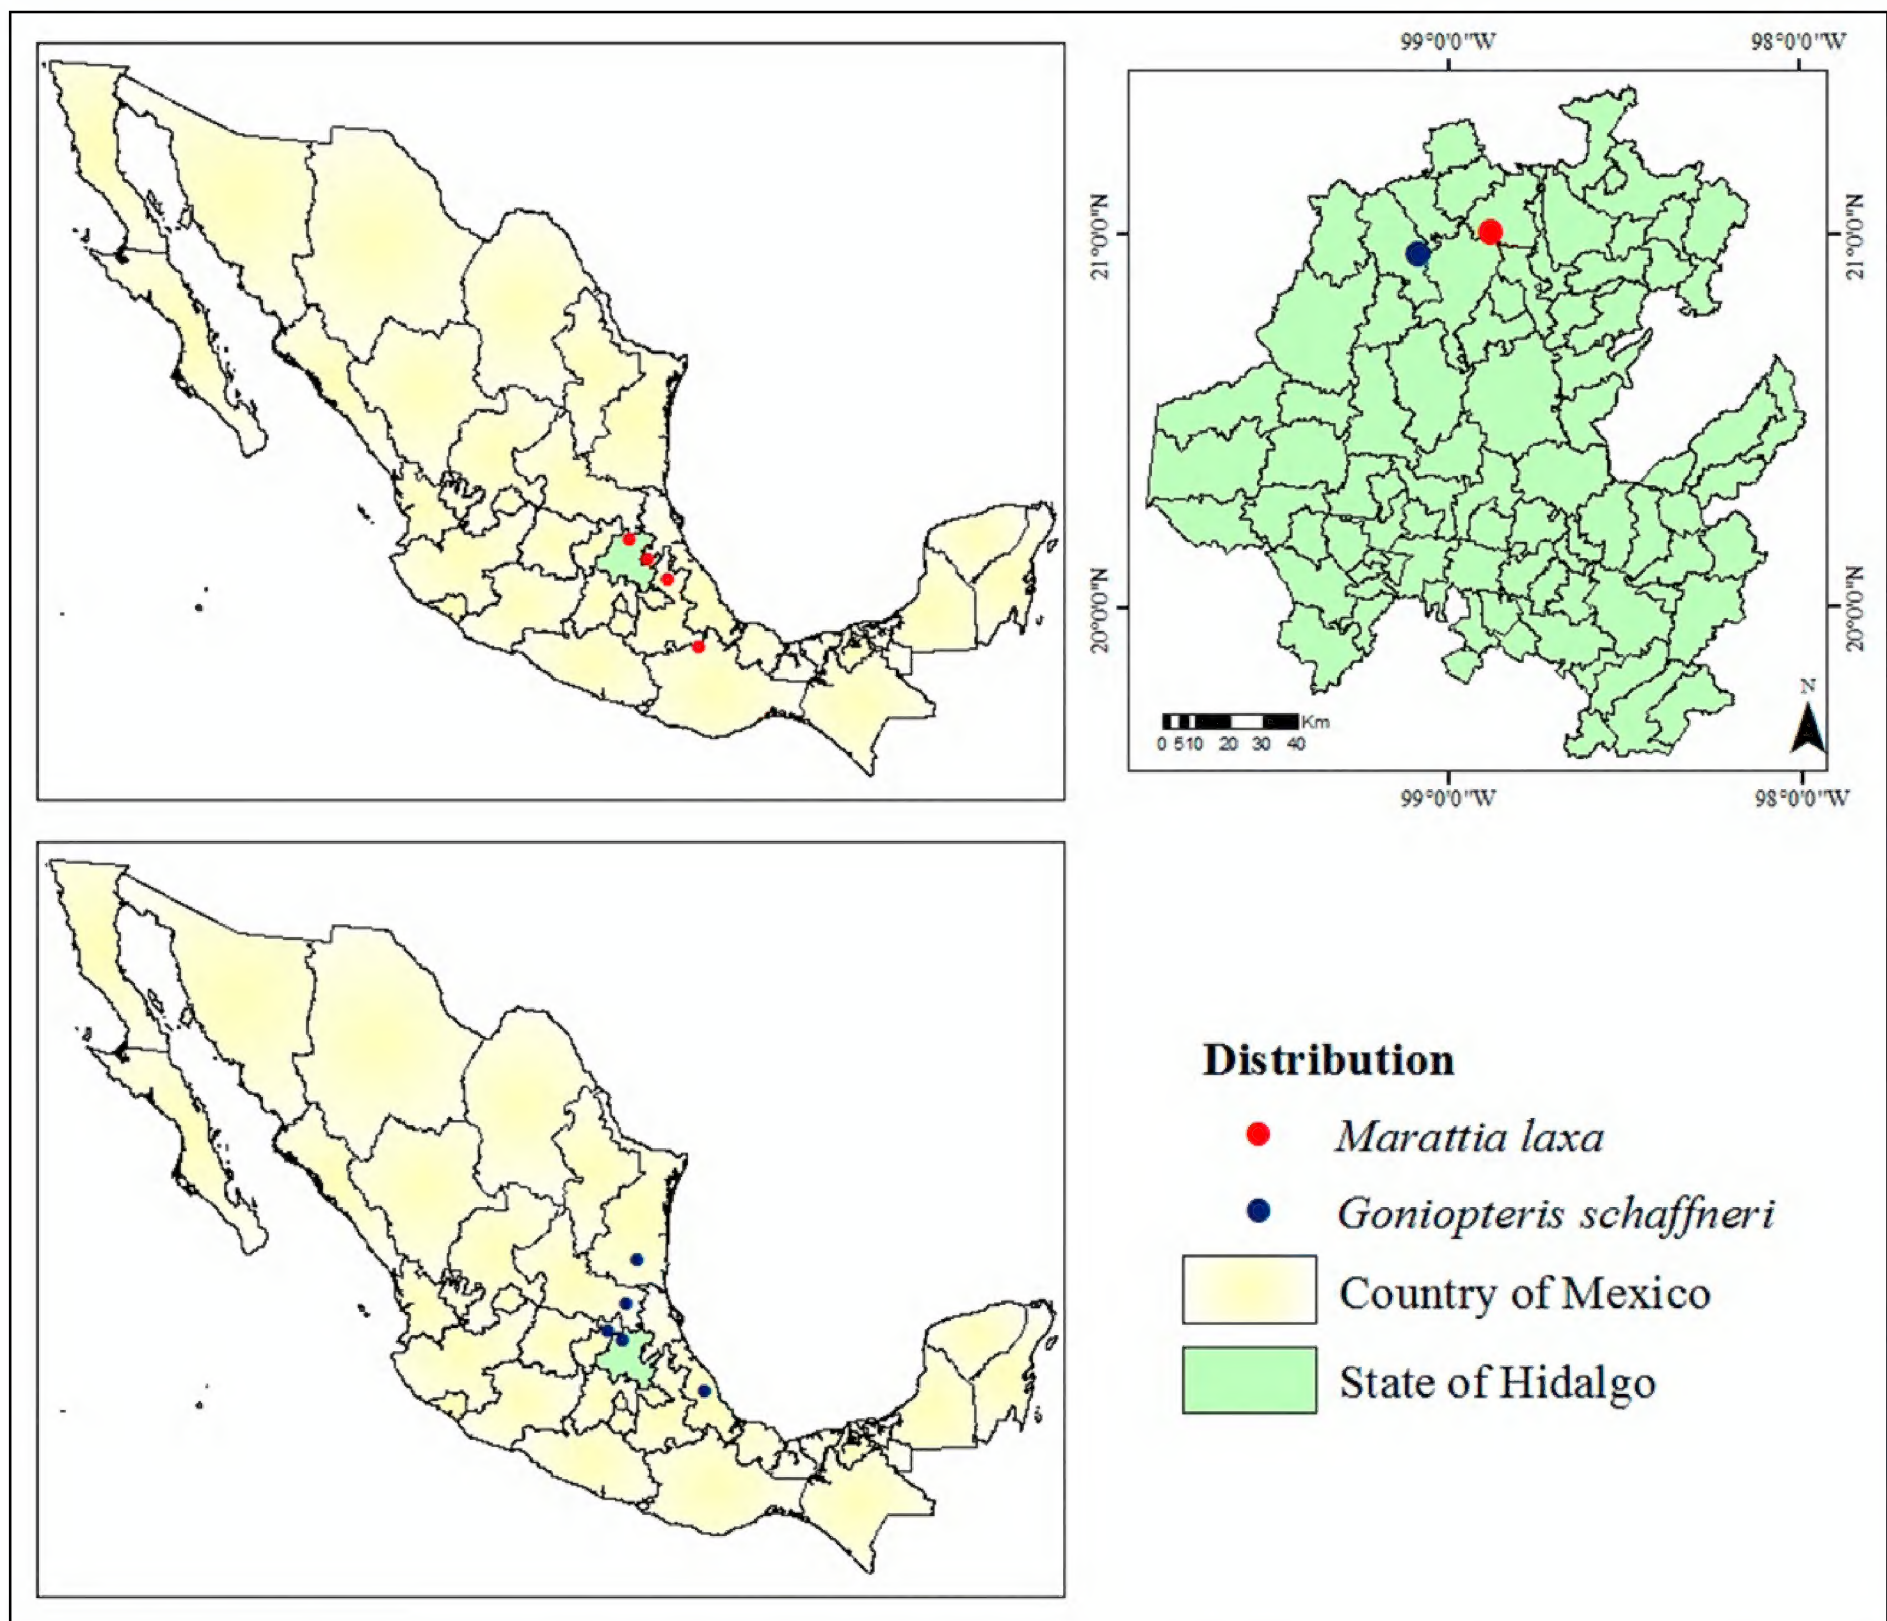 99°0'0"W 98°0'0"W
21°0'0"N 21°0'0"N
20°0'0"N 20°0'0"N
N
Km
0 510 20 30 40
99°0'0"W 98°0'0"W
Distribution
Marattia laxa
Goniopteris schaffneri
Country of Mexico
State of Hidalgo